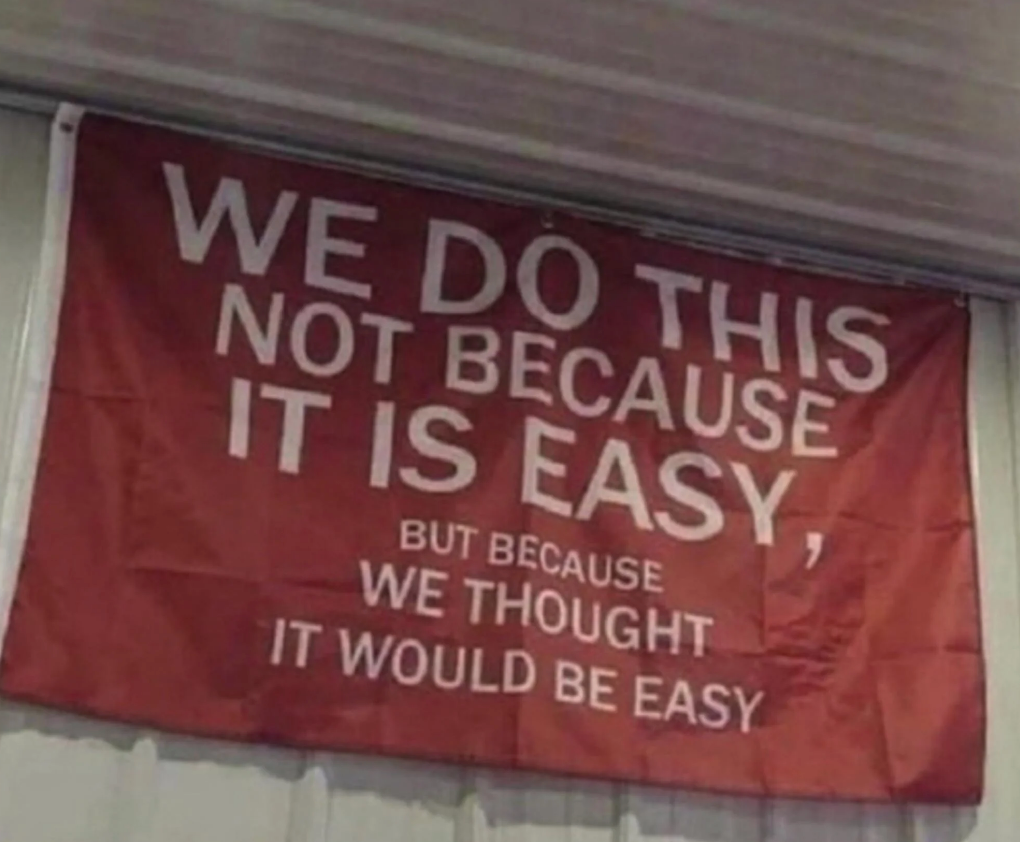 WE DO THIS
NOT BECAUSE
IT IS EASY,
BUT BECAUSE
WE THOUGHT
IT WOULD BE EASY